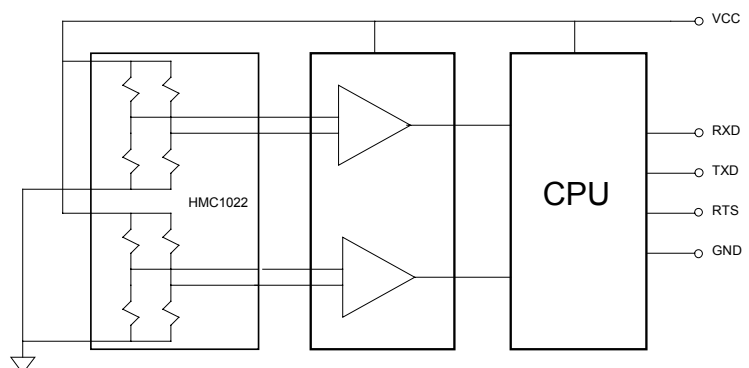 VCC
RXD
TXD
HMC1022
CPU
RTS
GND